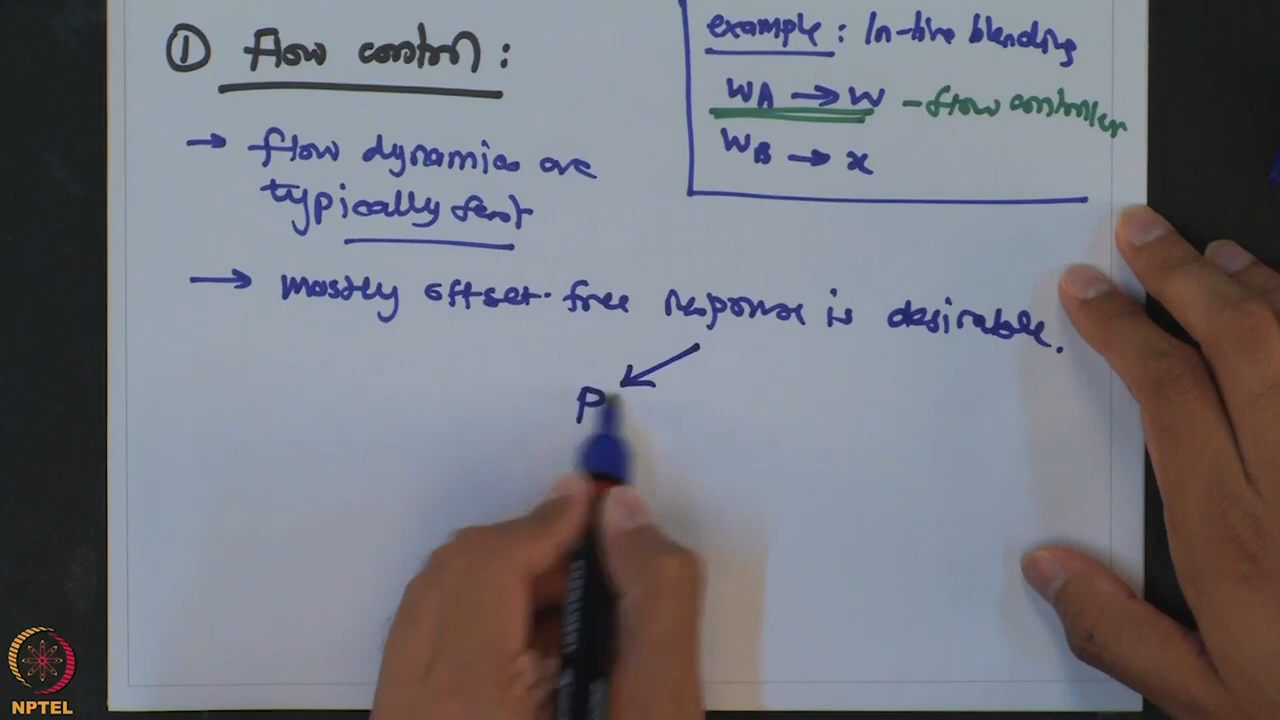 ① Flow control :
→ flow dynamics are
typically fast
→ mostly offset-free response is desirable.
P
example : In-line blending
WA → W - flow controller
WB → x
NPTEL